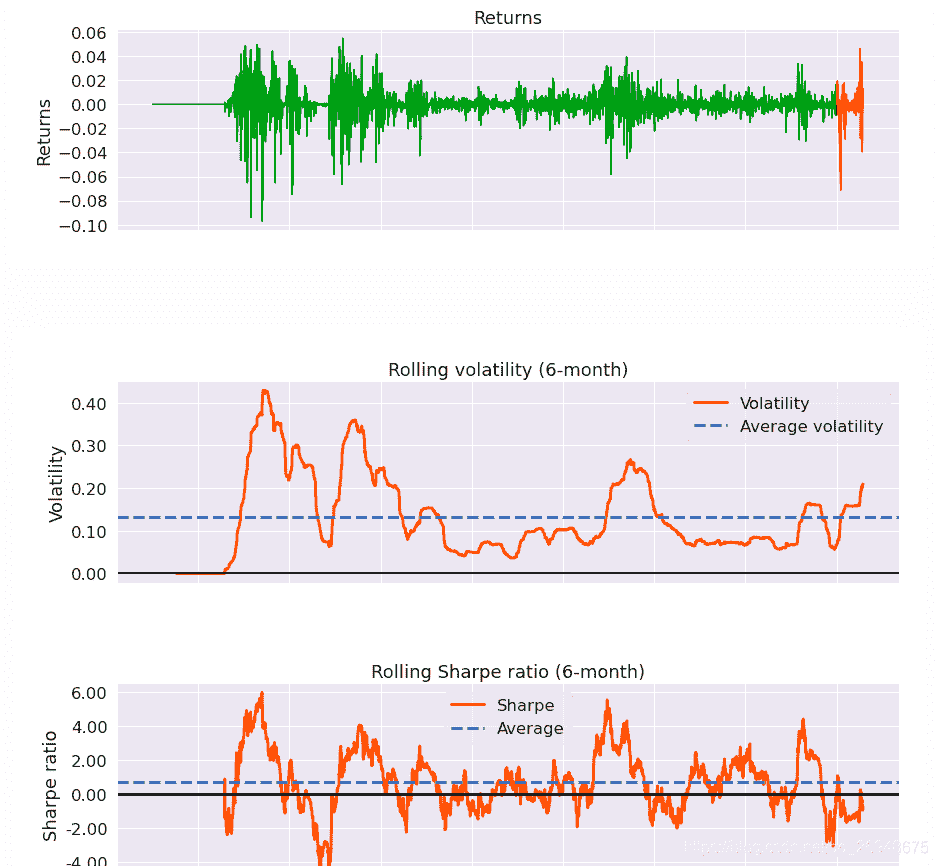 Returns
Returns
0.06
0.04
0.02
0.00
−0.02
−0.04
−0.06
−0.08
−0.10
Rolling volatility (6-month)
Volatility
0.40
0.30
0.20
0.10
0.00
Volatility
Average volatility
Rolling Sharpe ratio (6-month)
Sharpe ratio
6.00
4.00
2.00
0.00
-2.00
-4.00
Sharpe
Average